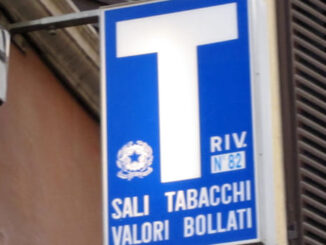 T
RIV.
N° 82
SALI TABACCHI
VALORI BOLLATI